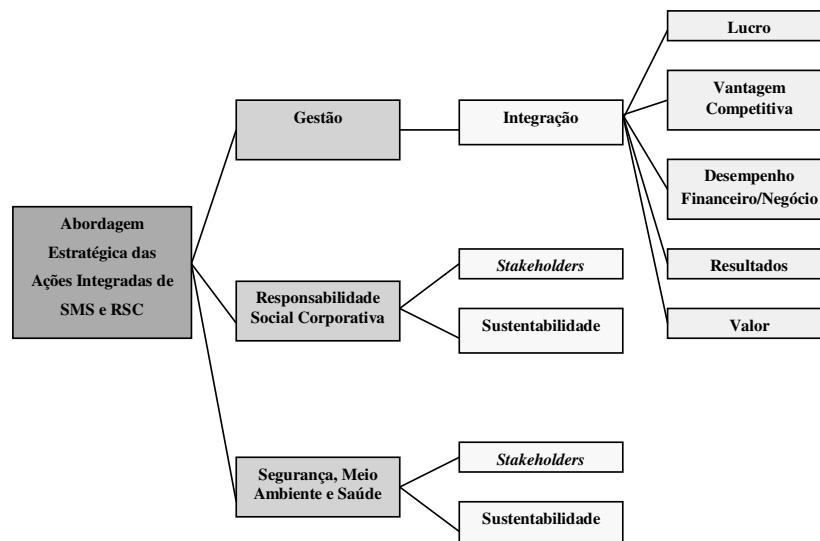 Lucro
Vantagem
Competitiva
Gestão
Integração
Desempenho
Financeiro/Negócio
Abordagem
Estratégica das
Ações Integradas de
SMS e RSC
Stakeholders
Resultados
Responsabilidade
Social Corporativa
Sustentabilidade
Valor
Segurança, Meio
Ambiente e Saúde
Stakeholders
Sustentabilidade